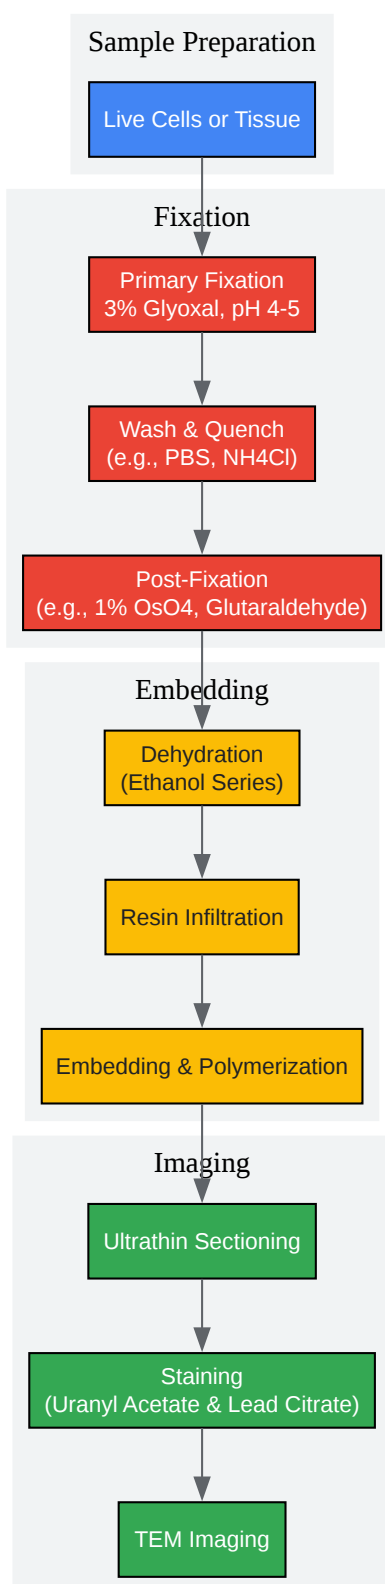 Sample Preparation
Live Cells or Tissue
Fixation
Primary Fixation
3% Glyoxal, pH 4-5
Wash & Quench
(e.g., PBS, NH4Cl)
Post-Fixation
(e.g., 1% OsO4, Glutaraldehyde)
Embedding
Dehydration
(Ethanol Series)
Resin Infiltration
Embedding & Polymerization
Imaging
Ultrathin Sectioning
Staining
(Uranyl Acetate & Lead Citrate)
TEM Imaging